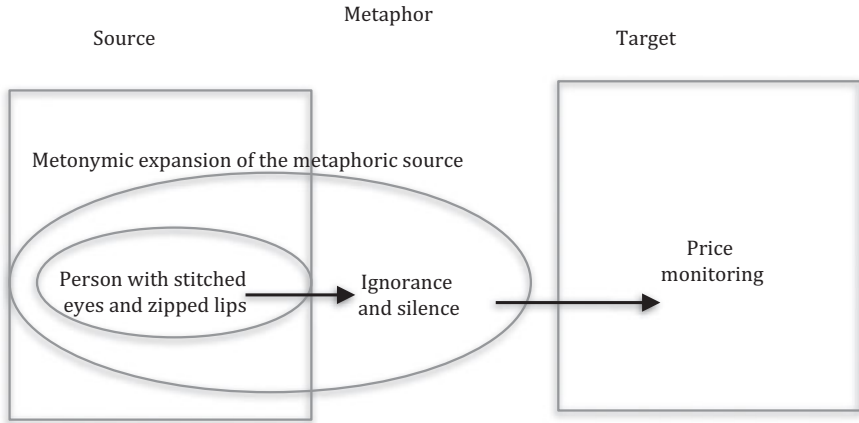 Metaphor
Source
Target
Metonymic expansion of the metaphoric source
Person with stitched
eyes and zipped lips
Ignorance
and silence
Price
monitoring